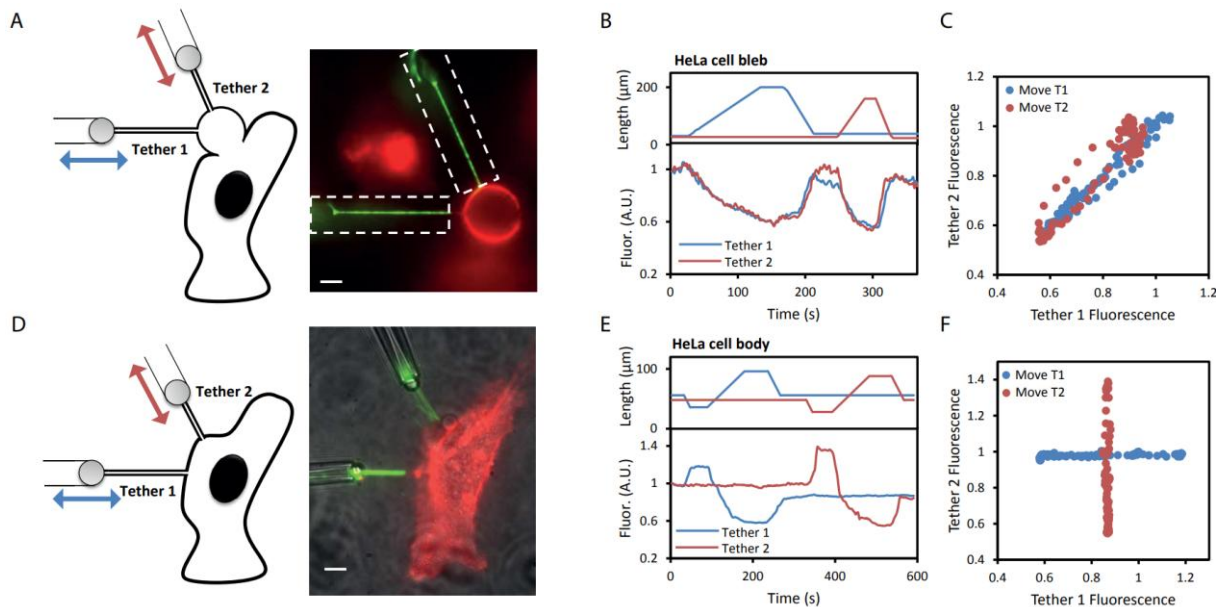 A
Tether 2
Tether 1
B
HeLa cell bleb
Length (μm)
200
0
Fluor. (A.U.)
1
0.6
0.2
Tether 1
Tether 2
0
100
200
300
Time (s)
C
Tether 2 Fluorescence
1.2
1
0.8
0.6
0.4
Move T1
Move T2
0.4
0.6
0.8
1
1.2
Tether 1 Fluorescence
D
Tether 2
Tether 1
E
HeLa cell body
Length (μm)
100
0
Fluor. (A.U.)
1.4
1
0.6
0.2
Tether 1
Tether 2
0
200
400
600
Time (s)
F
Tether 2 Fluorescence
1.4
1.2
1
0.8
0.6
0.4
Move T1
Move T2
0.4
0.6
0.8
1
1.2
Tether 1 Fluorescence